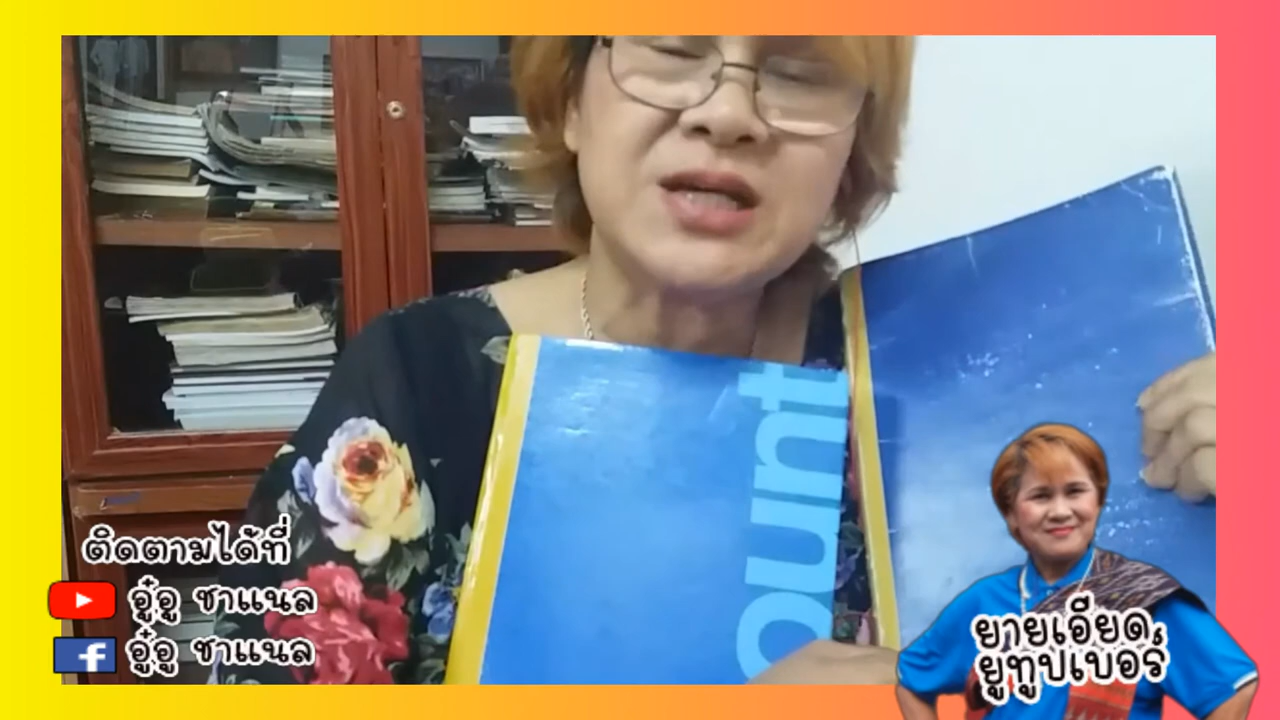 ount
ติดตามได้ที่
อู๋อู ชาแนล
อู๋อู ชาแนล
ยายเอียด
ยูทูปเบอร์